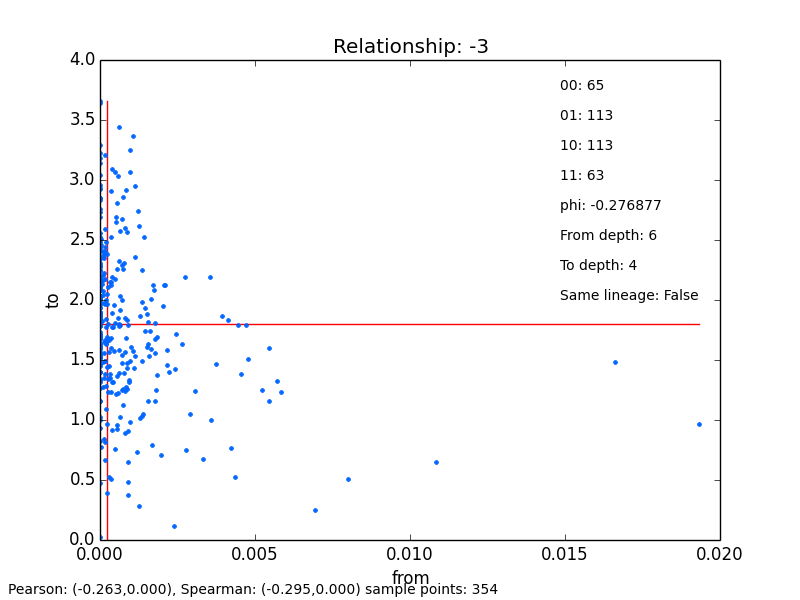 Relationship: -3
4.0
3.5
3.0
2.5
2.0
1.5
1.0
0.5
0.0
to
00: 65
01: 113
10: 113
11: 63
phi: -0.276877
From depth: 6
To depth: 4
Same lineage: False
0.000 0.005 0.010 0.015 0.020
from
Pearson: (-0.263,0.000), Spearman: (-0.295,0.000) sample points: 354